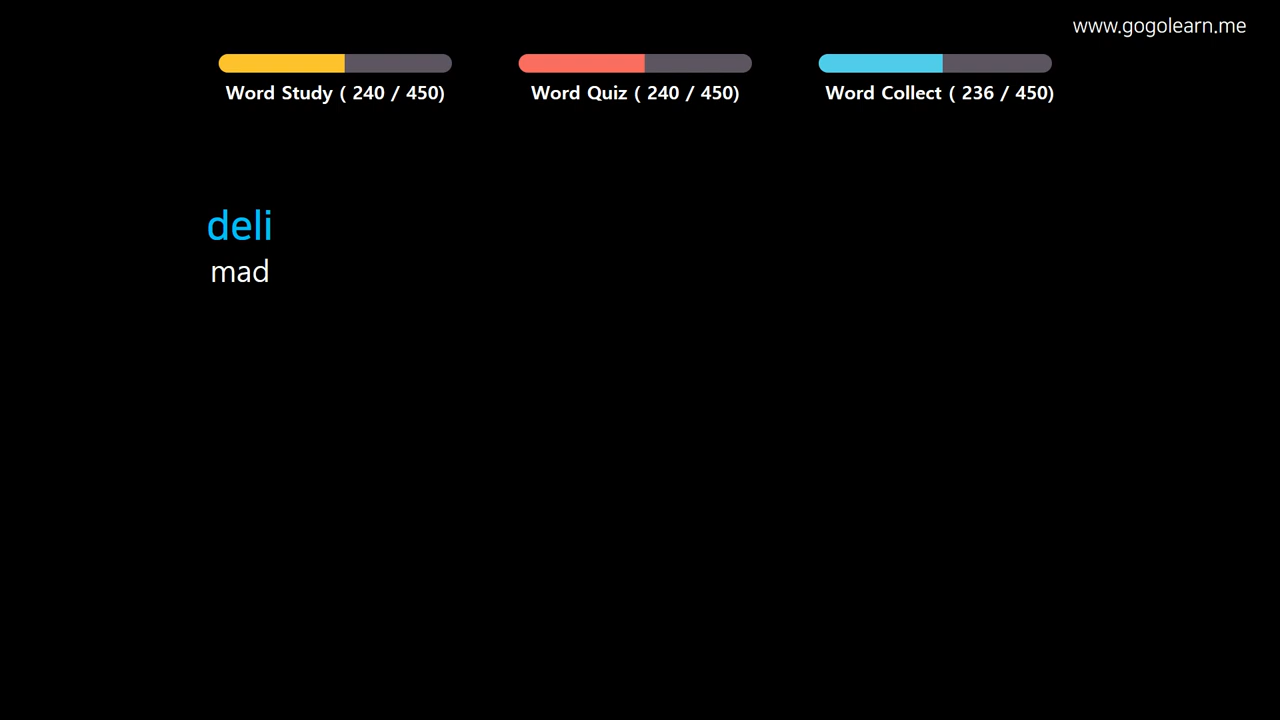 www.gogolearn.me
Word Study ( 240 / 450)
Word Quiz ( 240 / 450)
Word Collect ( 236 / 450)
deli
mad